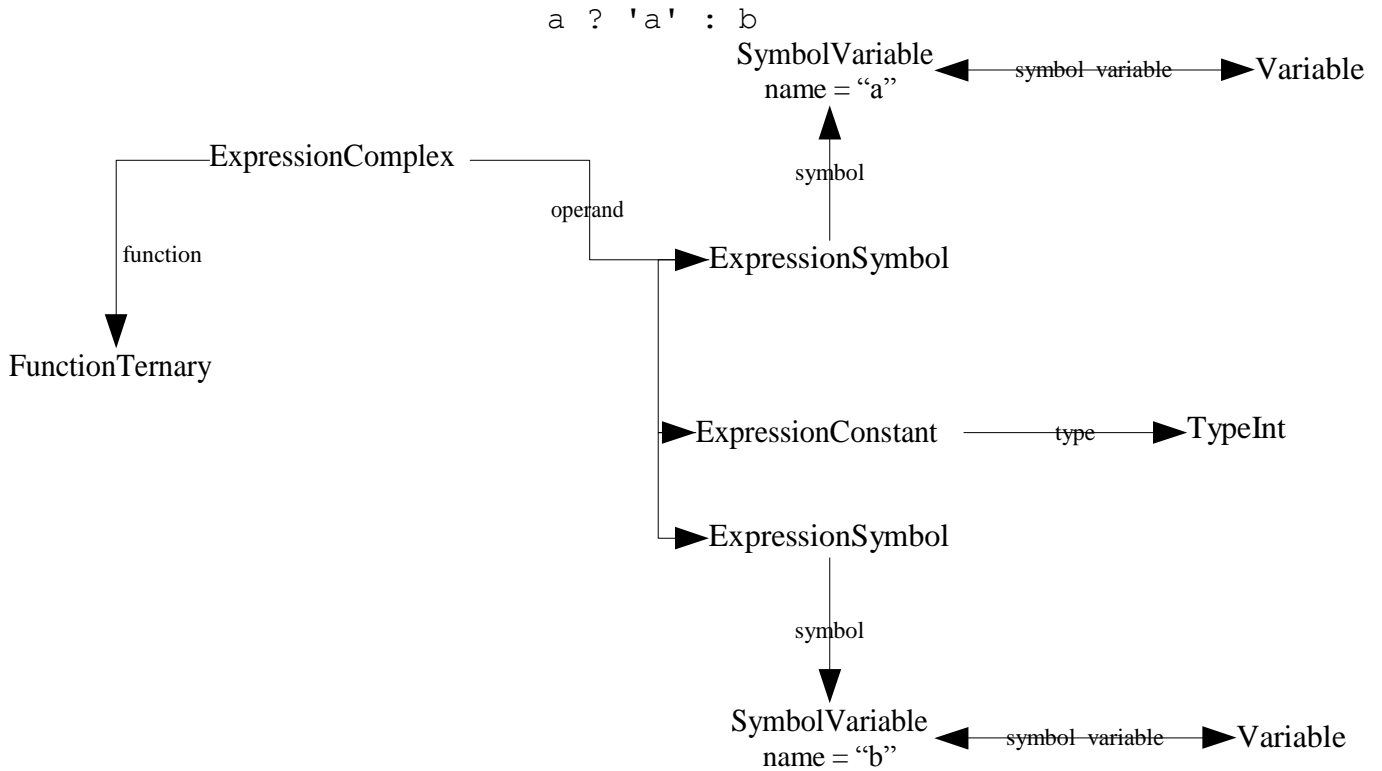 a ? 'a' : b
SymbolVariable
name = “a”
symbol variable
Variable
ExpressionComplex
symbol
operand
function
ExpressionSymbol
FunctionTernary
ExpressionConstant
type
TypeInt
ExpressionSymbol
symbol
SymbolVariable
name = “b”
symbol variable
Variable